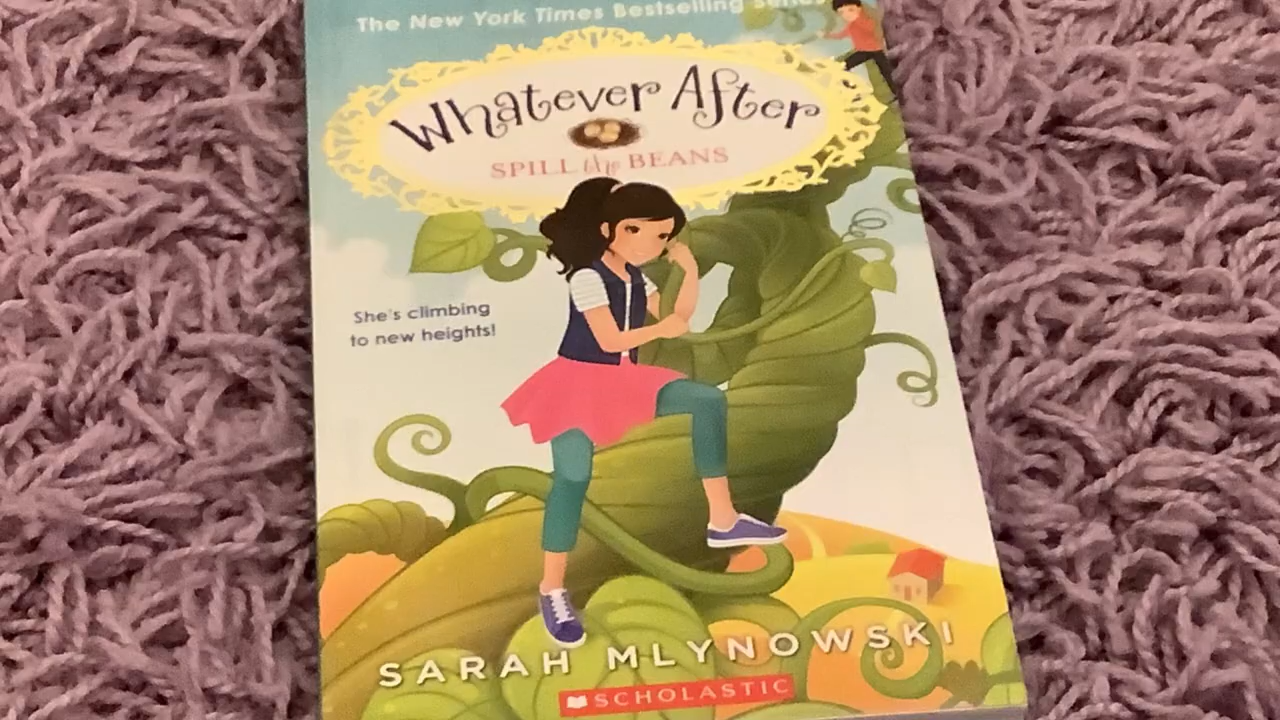 The New York Times Bestselling Series
Whatever After
SPILL the BEANS
She's climbing
to new heights!
SARAH MLYNOWSKI
SCHOLASTIC